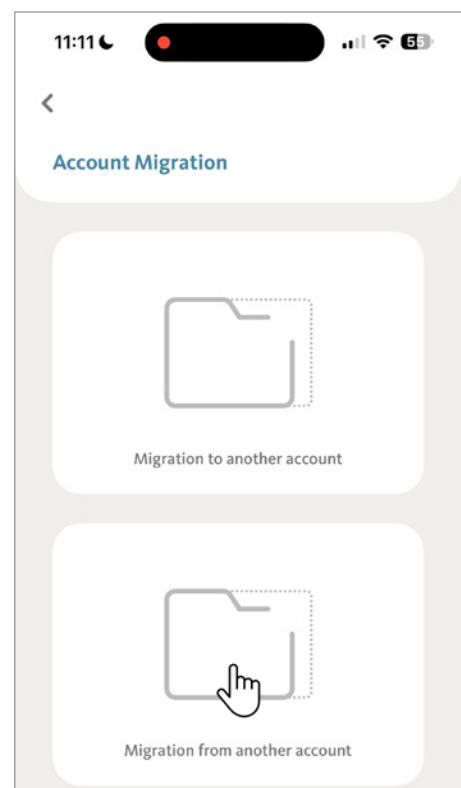 11:11
55
Account Migration
Migration to another account
Migration from another account